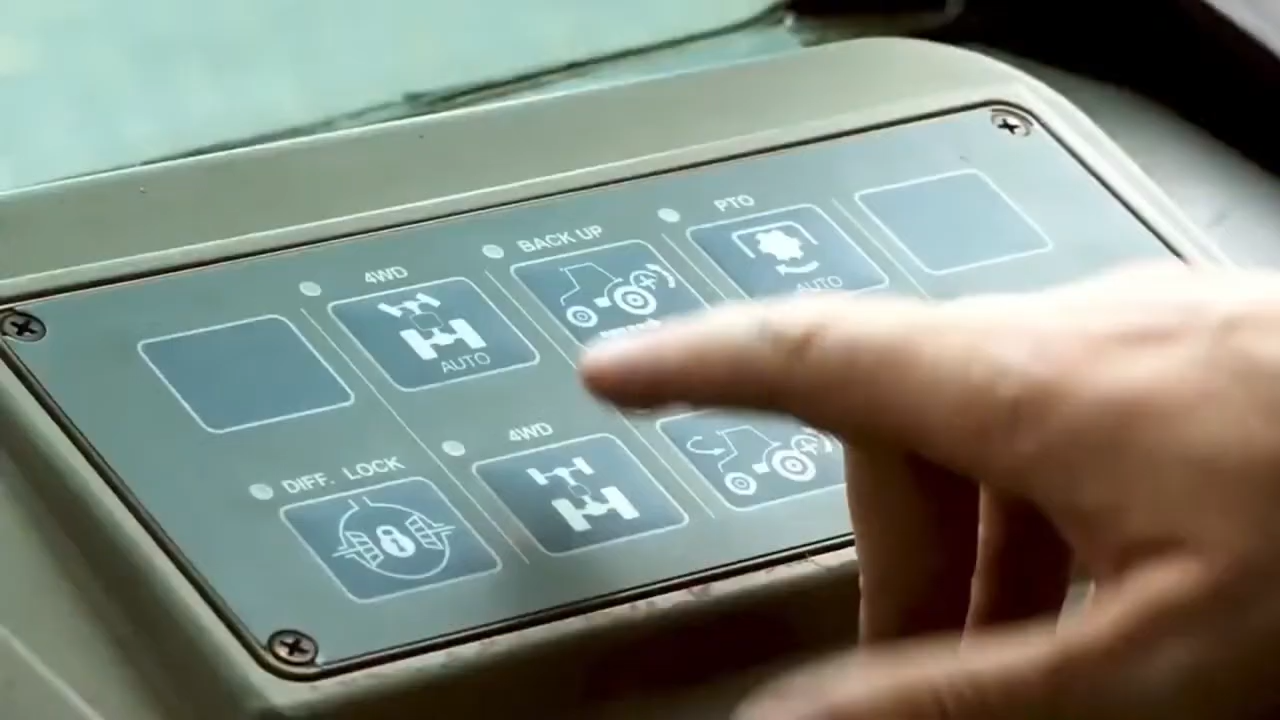 4WD
AUTO
BACK UP
PTO
AUTO
DIFF. LOCK
4WD